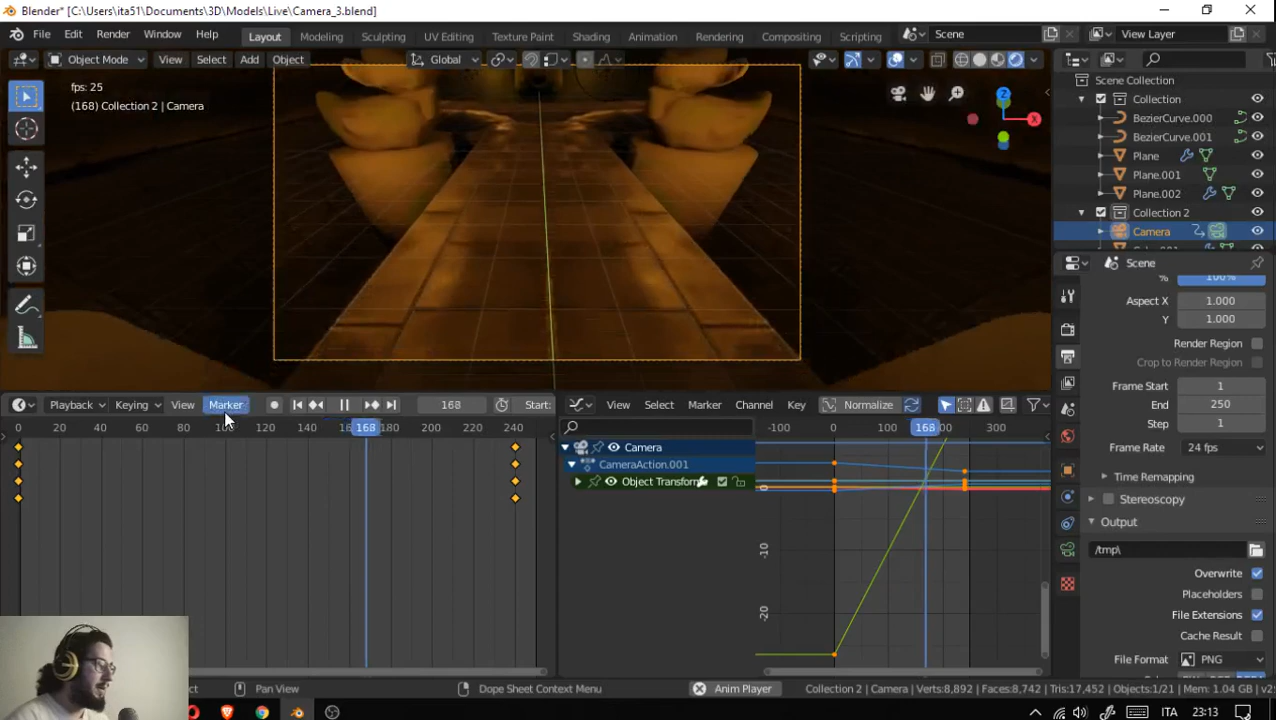 Blender* [C:\Users\ita51\Documents\3D\Models\Live\Camera_3.blend]
File Edit Render Window Help Layout Modeling Sculpting UV Editing Texture Paint Shading Animation Rendering Compositing Scripting Scene View Layer
Object Mode View Select Add Object Global
fps: 25
(168) Collection 2 | Camera
Z
X
Scene Collection
Collection
BezierCurve.000
BezierCurve.001
Plane
Plane.001
Plane.002
Collection 2
Camera
Scene
% 100%
Aspect X 1.000
Y 1.000
Render Region
Crop to Render Region
Frame Start 1
End 250
Step 1
Frame Rate 24 fps
Time Remapping
Stereoscopy
Output
/tmp\
Overwrite
Placeholders
File Extensions
Cache Result
File Format PNG
Playback Keying View Marker 168 Start:
0 20 40 60 80 100 120 140 168 180 200 220 240
View Select Marker Channel Key Normalize
-100 0 168 300
Camera
CameraAction.001
Object Transform
0
-10
-20
Pan View Dope Sheet Context Menu Anim Player Collection 2 | Camera Verts:8,892 | Faces:8,742 | Tris:17,452 | Objects:1/21 | Mem: 1.04 GB
ITA 23:13